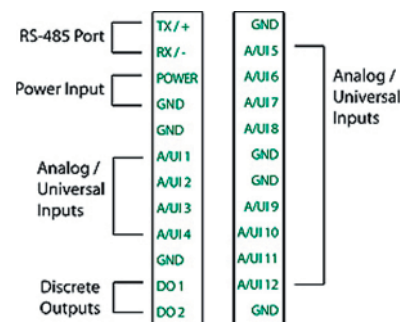 RS-485 Port
TX / +
RX / -
Power Input
POWER
GND
GND
Analog /
Universal
Inputs
A/UI 1
A/UI 2
A/UI 3
A/UI 4
GND
Discrete
Outputs
DO 1
DO 2
GND
A/UI 5
A/UI 6
A/UI 7
A/UI 8
GND
GND
A/UI 9
A/UI 10
A/UI 11
A/UI 12
GND
Analog /
Universal
Inputs